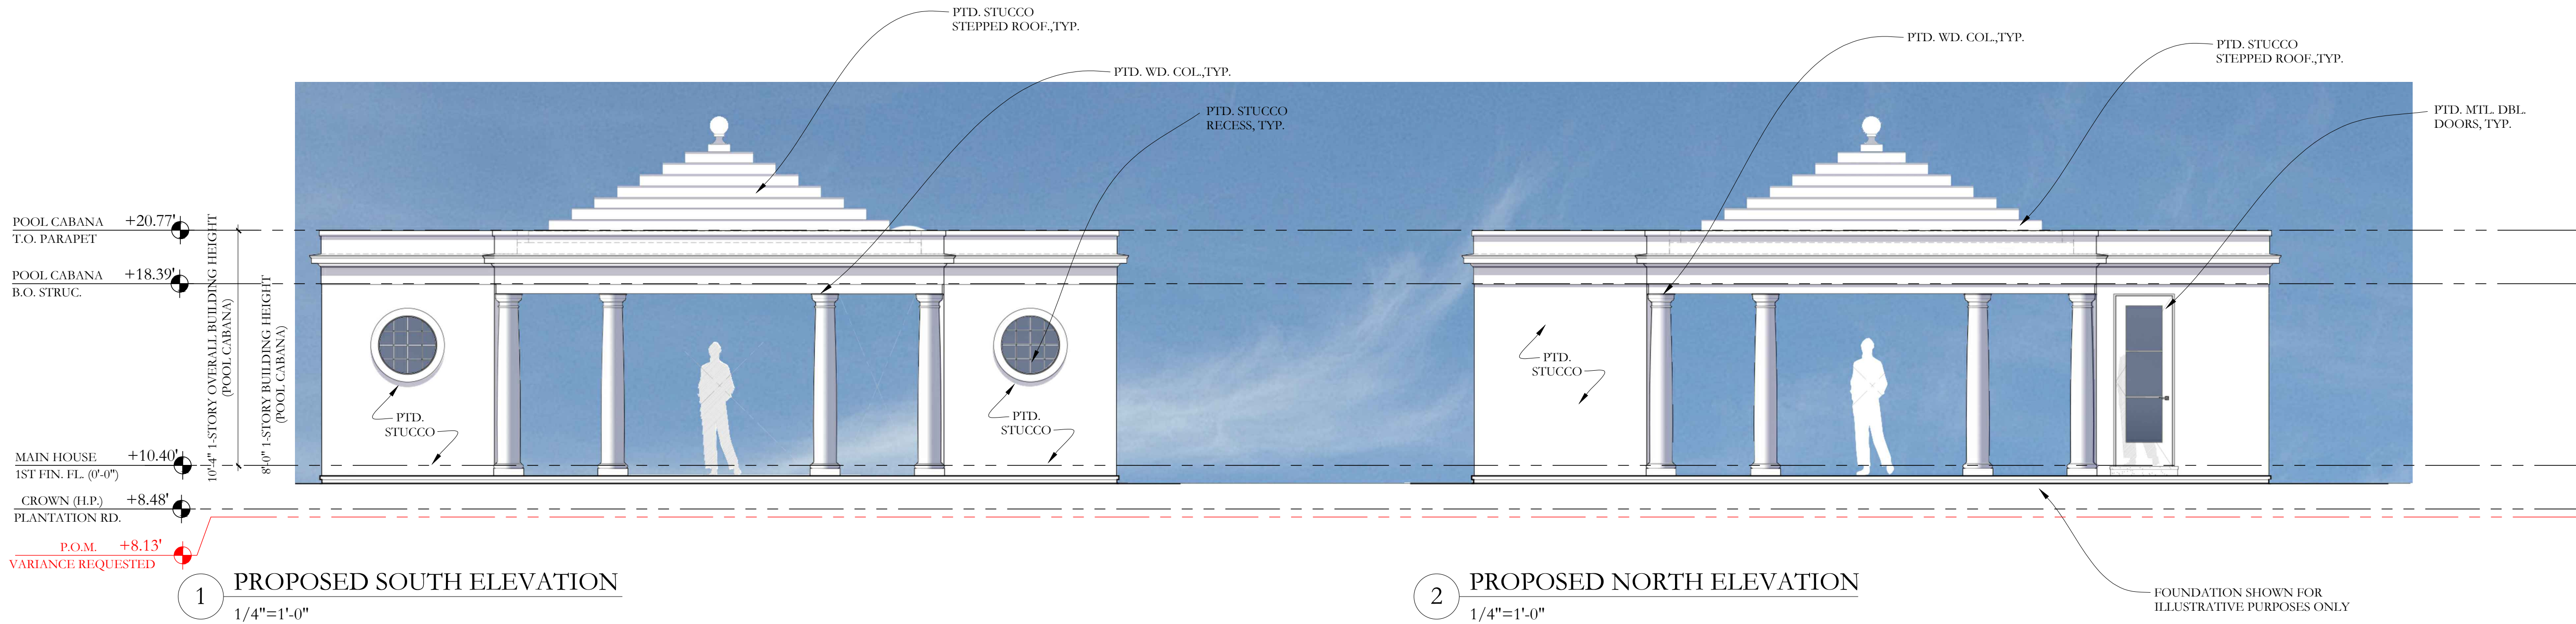 PTD. STUCCO
STEPPED ROOF.,TYP.
PTD. WD. COL.,TYP.
PTD. STUCCO
RECESS, TYP.
PTD. WD. COL.,TYP.
PTD. STUCCO
STEPPED ROOF.,TYP.
PTD. MTL. DBL.
DOORS, TYP.
POOL CABANA +20.77'
T.O. PARAPET
POOL CABANA +18.39'
B.O. STRUC.
10'-4" 1-STORY OVERALL BUILDING HEIGHT
(POOL CABANA)
8'-0" 1-STORY BUILDING HEIGHT
(POOL CABANA)
MAIN HOUSE +10.40'
1ST FIN. FL. (0'-0")
CROWN (H.P.) +8.48'
PLANTATION RD.
P.O.M. +8.13'
VARIANCE REQUESTED
PTD.
STUCCO
PTD.
STUCCO
PTD.
STUCCO
1 PROPOSED SOUTH ELEVATION
1/4"=1'-0"
2 PROPOSED NORTH ELEVATION
1/4"=1'-0"
FOUNDATION SHOWN FOR
ILLUSTRATIVE PURPOSES ONLY